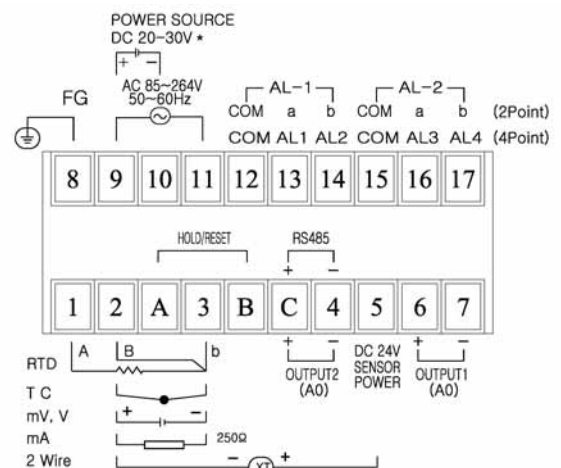 POWER SOURCE
DC 20-30V *
+ -
AC 85~264V
50~60Hz
FG
AL-1
AL-2
COM a b COM a b (2Point)
COM AL1 AL2 COM AL3 AL4 (4Point)
8 9 10 11 12 13 14 15 16 17
HOLD/RESET RS485
+ -
1 2 A 3 B C 4 5 6 7
A B b
RTD
+ - DC 24V + -
OUTPUT2 SENSOR OUTPUT1
(A0) POWER (A0)
T C
mV, V + -
mA 250Ω
2 Wire - XT +